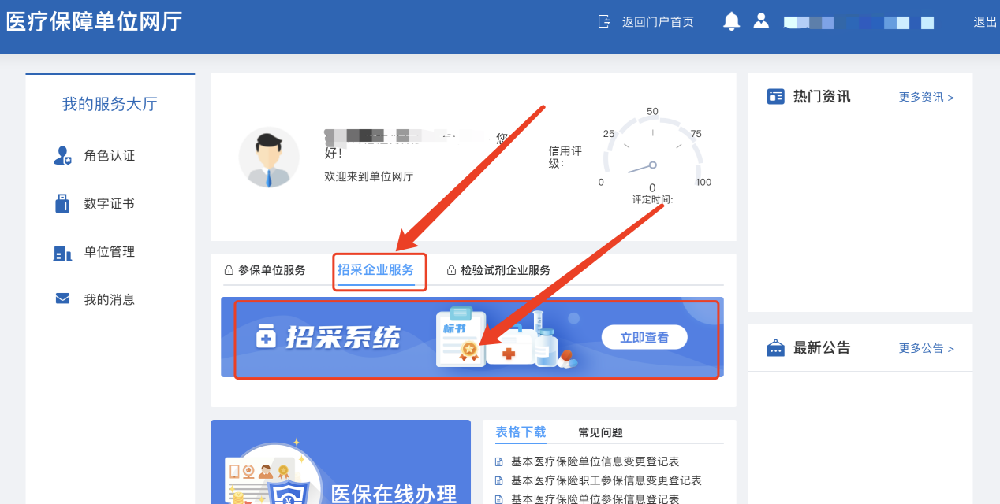 医疗保障单位网厅
返回门户首页
退出
我的服务大厅
角色认证
数字证书
单位管理
我的消息
您
好！
欢迎来到单位网厅
信用评
级：
0
25
50
75
100
0
评定时间:
参保单位服务
招采企业服务
检验试剂企业服务
招采系统
标书
立即查看
医保在线办理
表格下载
常见问题
基本医疗保险单位信息变更登记表
基本医疗保险职工参保信息变更登记表
基本医疗保险单位参保信息登记表
热门资讯
更多资讯 >
最新公告
更多公告 >